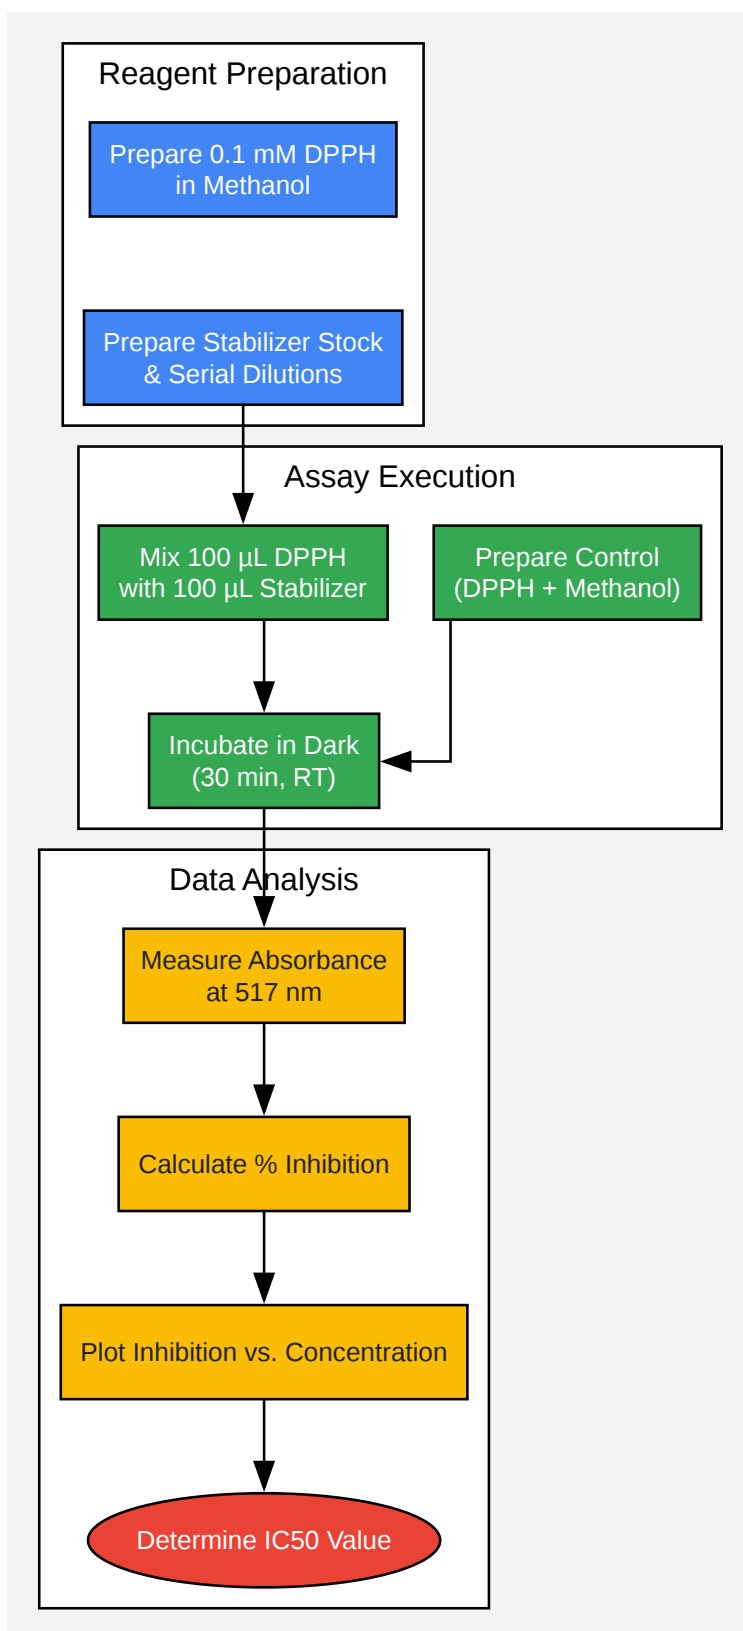 Reagent Preparation
Prepare 0.1 mM DPPH
in Methanol
Prepare Stabilizer Stock
& Serial Dilutions
Assay Execution
Mix 100 µL DPPH
with 100 µL Stabilizer
Prepare Control
(DPPH + Methanol)
Incubate in Dark
(30 min, RT)
Data Analysis
Measure Absorbance
at 517 nm
Calculate % Inhibition
Plot Inhibition vs. Concentration
Determine IC50 Value